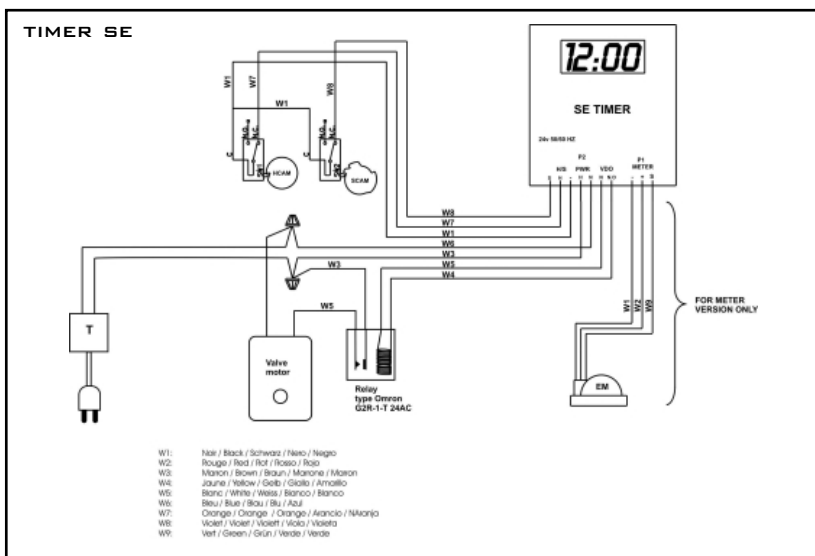 TIMER SE
12:00
SE TIMER
24v 50/60 HZ
P2
P1
METER
H/S PWR VDO
- + S
W1
W7
W8
W1
N.O.
N.C.
N.O.
N.C.
C
C
SW1
SW2
HCAM
SCAM
W8
W7
W1
W6
W3
W5
W4
W3
W5
T
Valve
motor
Relay
type Omron
G2R-1-T 24AC
W1
W2
W9
EM
FOR METER
VERSION ONLY
W1: Noir / Black / Schwarz / Nero / Negro
W2: Rouge / Red / Rot / Rosso / Rojo
W3: Marron / Brown / Braun / Marrone / Marron
W4: Jaune / Yellow / Gelb / Giallo / Amarillo
W5: Blanc / White / Weiss / Bianco / Blanco
W6: Bleu / Blue / Blau / Blu / Azul
W7: Orange / Orange / Orange / Arancio / NAranja
W8: Violet / Violet / Violett / Viola / Violeta
W9: Vert / Green / Grün / Verde / Verde